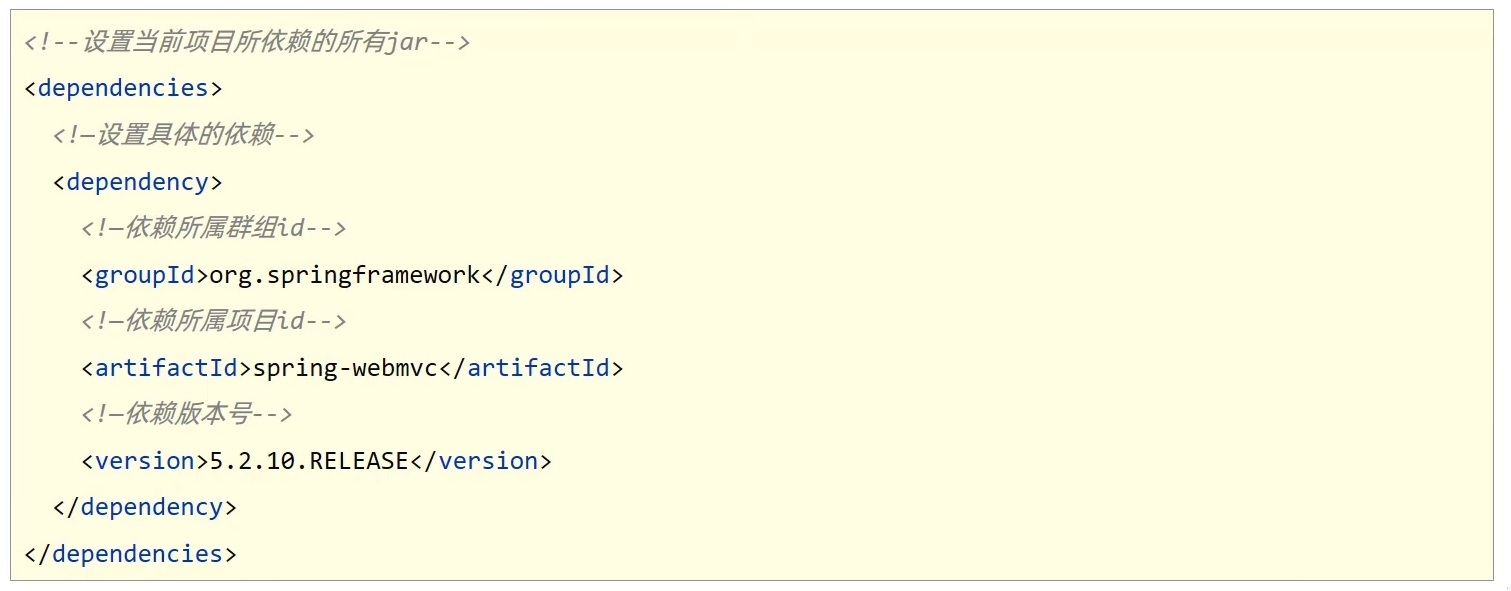 <!--设置当前项目所依赖的所有jar-->
<dependencies>
<!—设置具体的依赖-->
<dependency>
<!—依赖所属群组id-->
<groupId>org.springframework</groupId>
<!—依赖所属项目id-->
<artifactId>spring-webmvc</artifactId>
<!—依赖版本号-->
<version>5.2.10.RELEASE</version>
</dependency>
</dependencies>